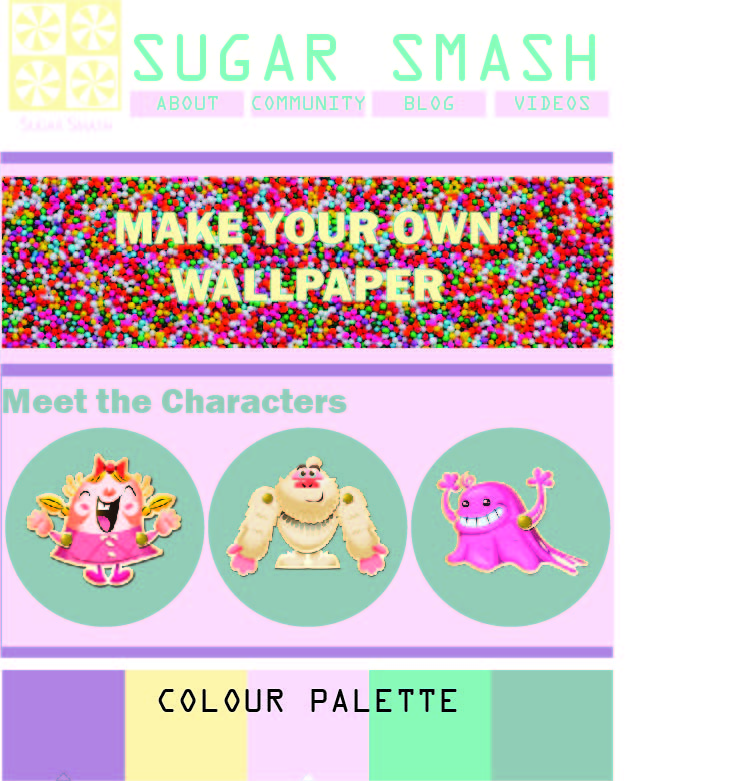 SUGAR SMASH
ABOUT COMMUNITY BLOG VIDEOS
Sugar Smash
MAKE YOUR OWN
WALLPAPER
Meet the Characters
COLOUR PALETTE